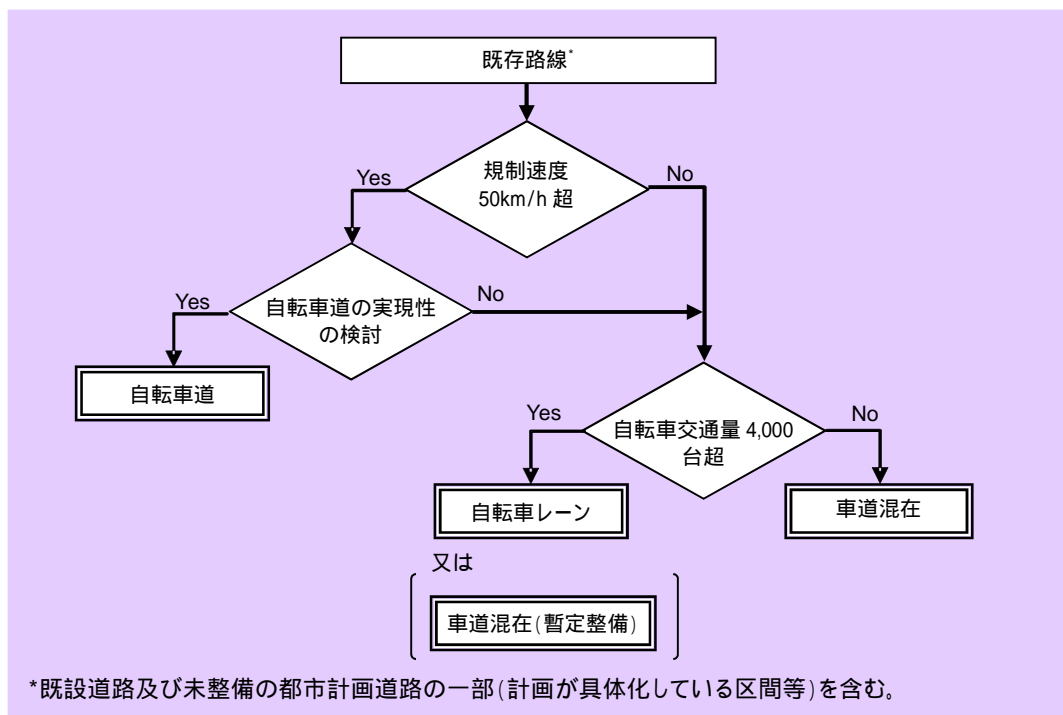 既存路線*
規制速度
50km/h 超
Yes
No
自転車道の実現性
の検討
Yes
No
自転車道
自転車交通量 4,000
台超
Yes
No
自転車レーン
車道混在
又は
車道混在(暫定整備)
*既設道路及び未整備の都市計画道路の一部(計画が具体化している区間等)を含む。